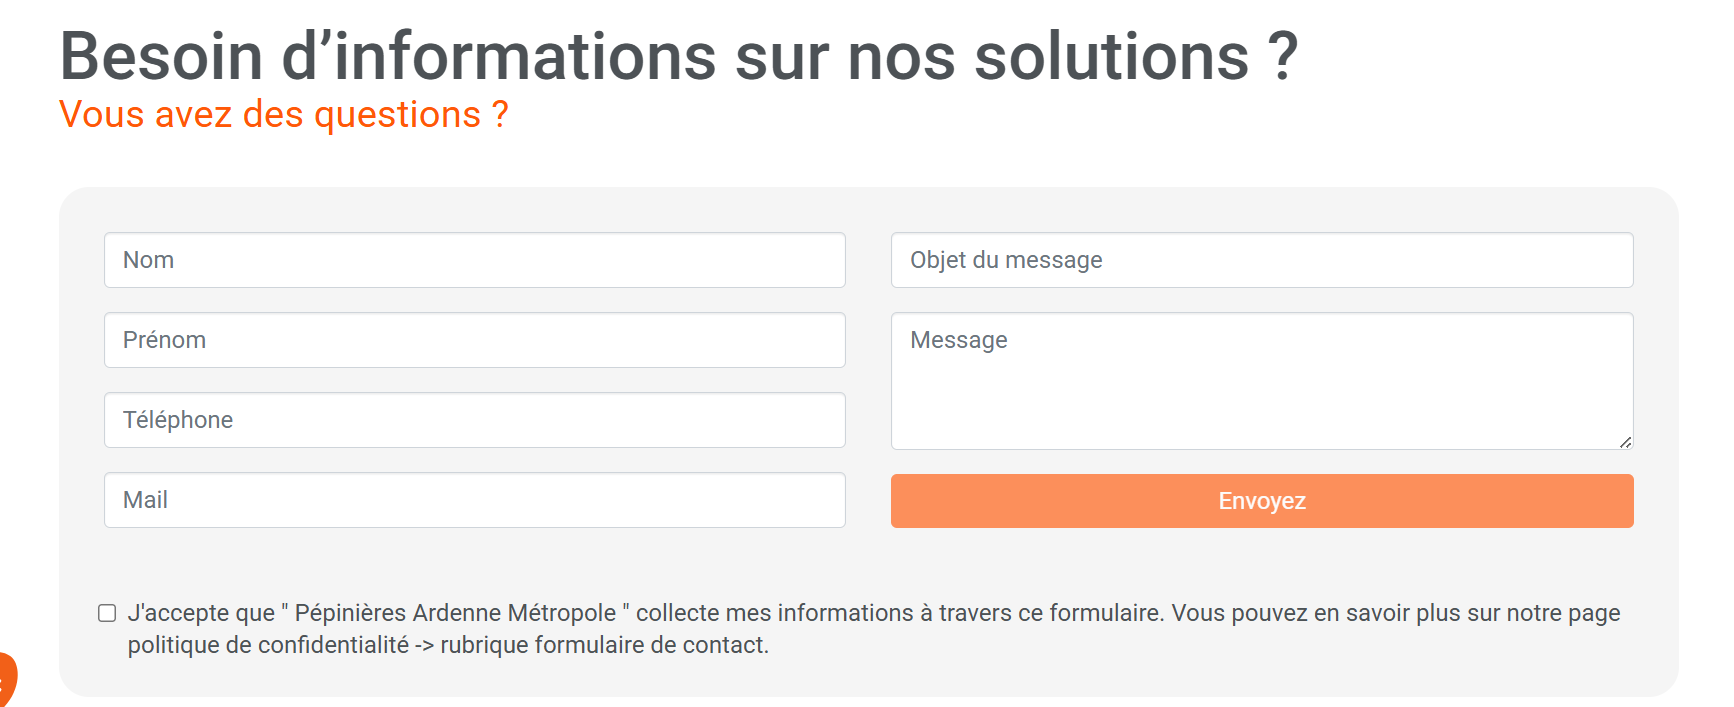 Besoin d’informations sur nos solutions ?
Vous avez des questions ?
Nom
Prénom
Téléphone
Mail
Objet du message
Message
Envoyez
J'accepte que " Pépinières Ardenne Métropole " collecte mes informations à travers ce formulaire. Vous pouvez en savoir plus sur notre page
politique de confidentialité -> rubrique formulaire de contact.